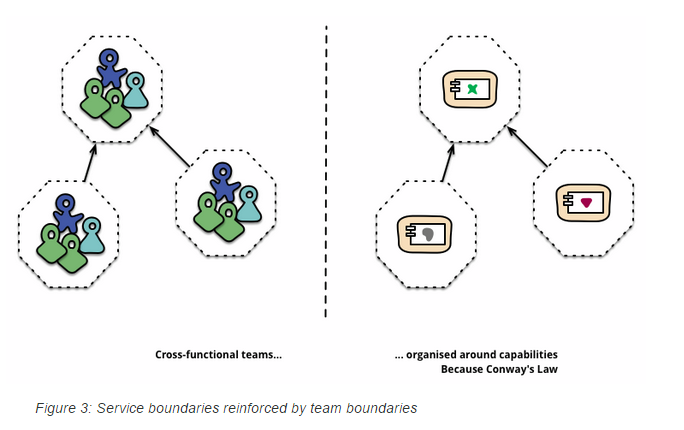 Cross-functional teams...
... organised around capabilities
Because Conway's Law
Figure 3: Service boundaries reinforced by team boundaries